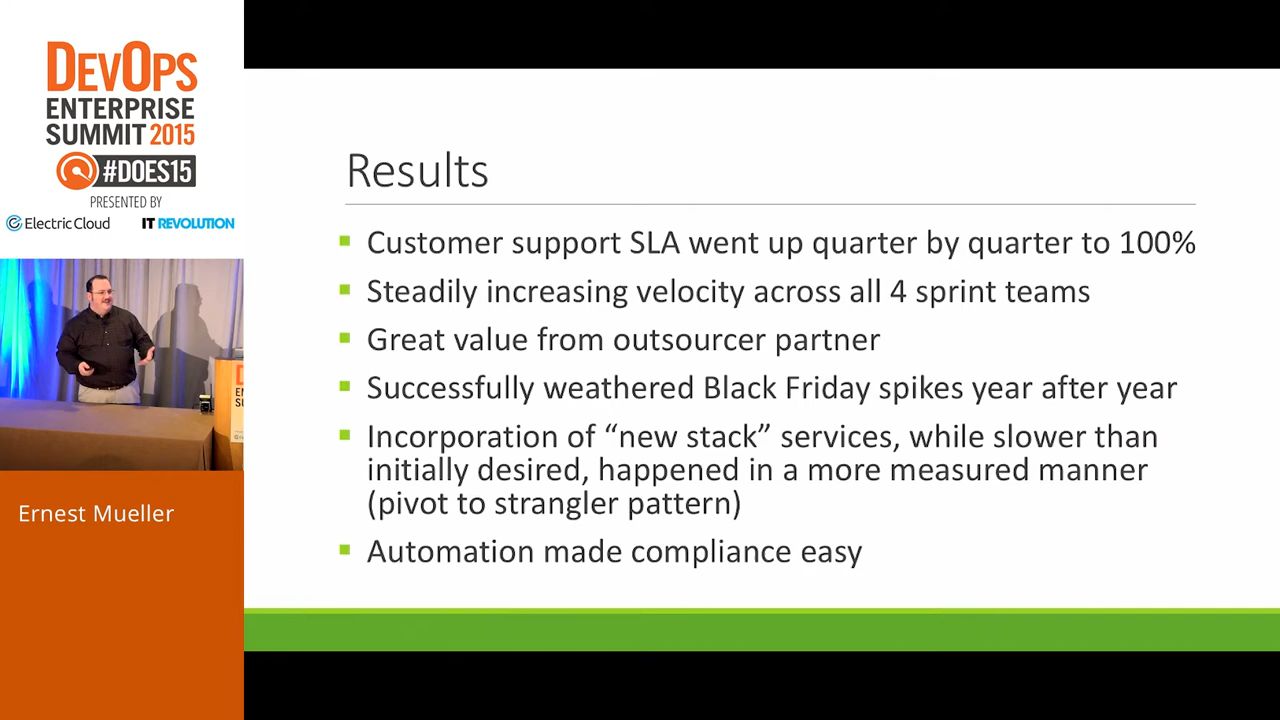 DEVOPS
ENTERPRISE
SUMMIT 2015
#DOES15
PRESENTED BY
Electric Cloud
IT REVOLUTION
Ernest Mueller
Results
Customer support SLA went up quarter by quarter to 100%
Steadily increasing velocity across all 4 sprint teams
Great value from outsourcer partner
Successfully weathered Black Friday spikes year after year
Incorporation of “new stack” services, while slower than
initially desired, happened in a more measured manner
(pivot to strangler pattern)
Automation made compliance easy